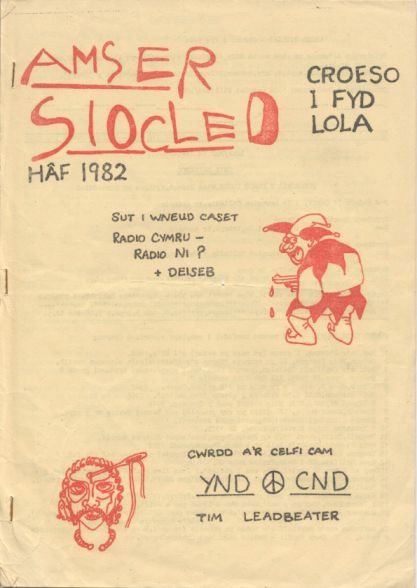 AMSER
SIOCLED
CROESO
I FYD
LOLA
HÂF 1982
SUT I WNEUD CASET
RADIO CYMRU –
RADIO NI ?
+ DEISEB
CWRDD A'R CELFI CAM
YND ☮ CND
TIM LEADBEATER